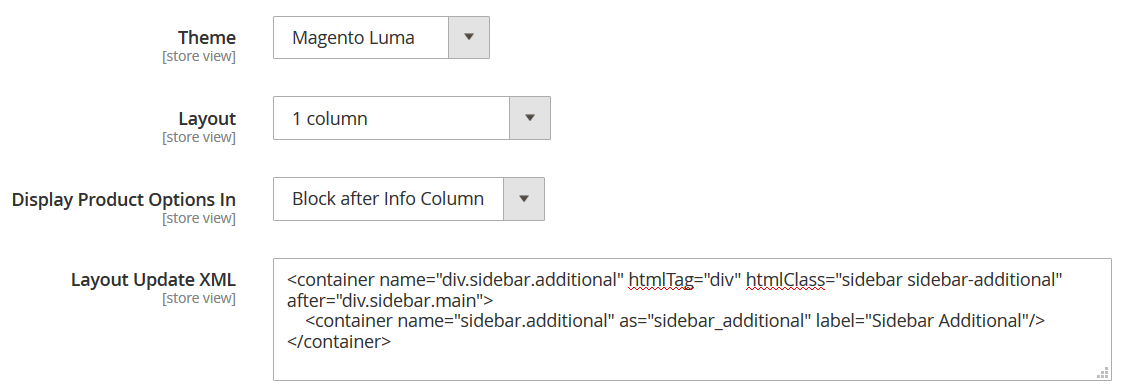 Theme
[store view]
Magento Luma
Layout
[store view]
1 column
Display Product Options In
[store view]
Block after Info Column
Layout Update XML
[store view]
<container name="div.sidebar.additional" htmlTag="div" htmlClass="sidebar sidebar-additional"
after="div.sidebar.main">
    <container name="sidebar.additional" as="sidebar_additional" label="Sidebar Additional"/>
</container>